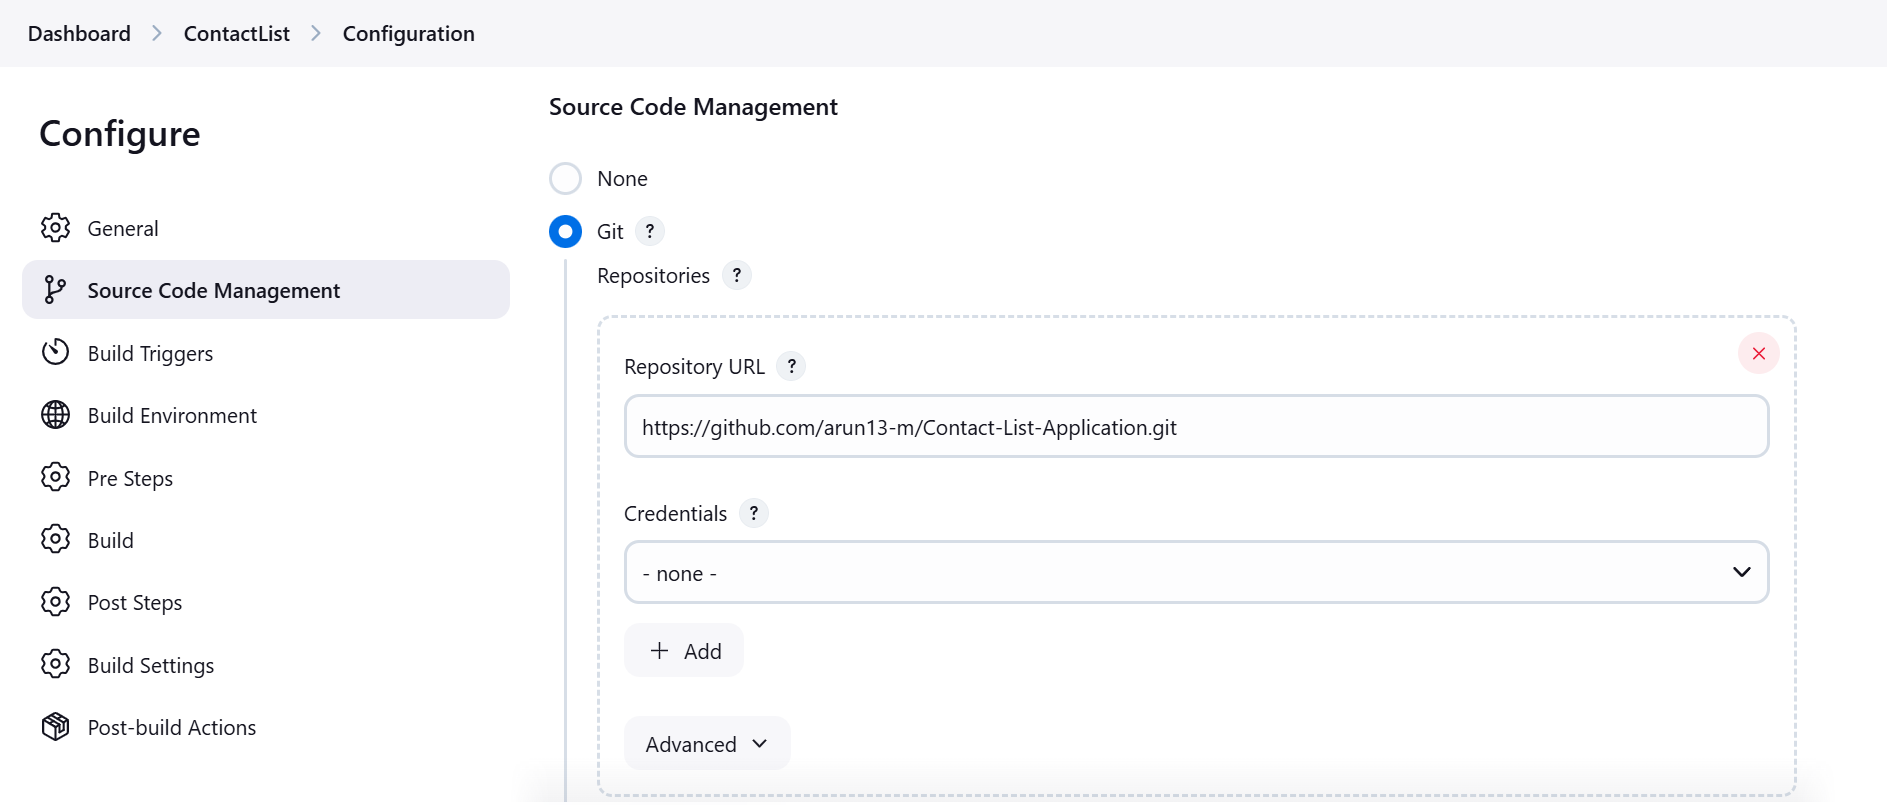 Dashboard > ContactList > Configuration
Configure
General
Source Code Management
Build Triggers
Build Environment
Pre Steps
Build
Post Steps
Build Settings
Post-build Actions
Source Code Management
None
Git ?
Repositories ?
Repository URL ?
https://github.com/arun13-m/Contact-List-Application.git
Credentials ?
- none -
+ Add
Advanced